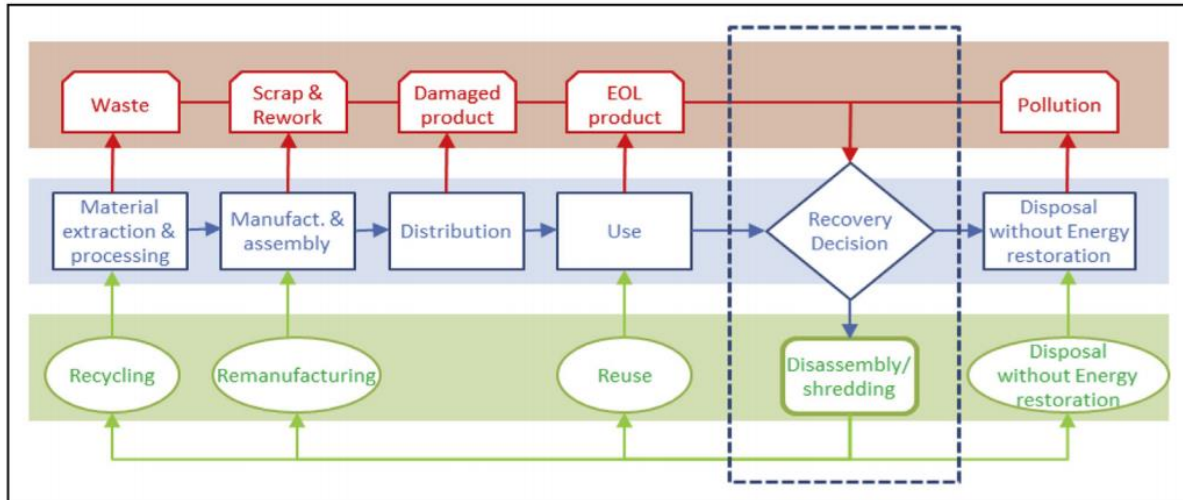 Waste
Scrap &
Rework
Damaged
product
EOL
product
Pollution
Material
extraction &
processing
Manufact. &
assembly
Distribution
Use
Recovery
Decision
Disposal
without Energy
restoration
Recycling
Remanufacturing
Reuse
Disassembly/
shredding
Disposal
without Energy
restoration